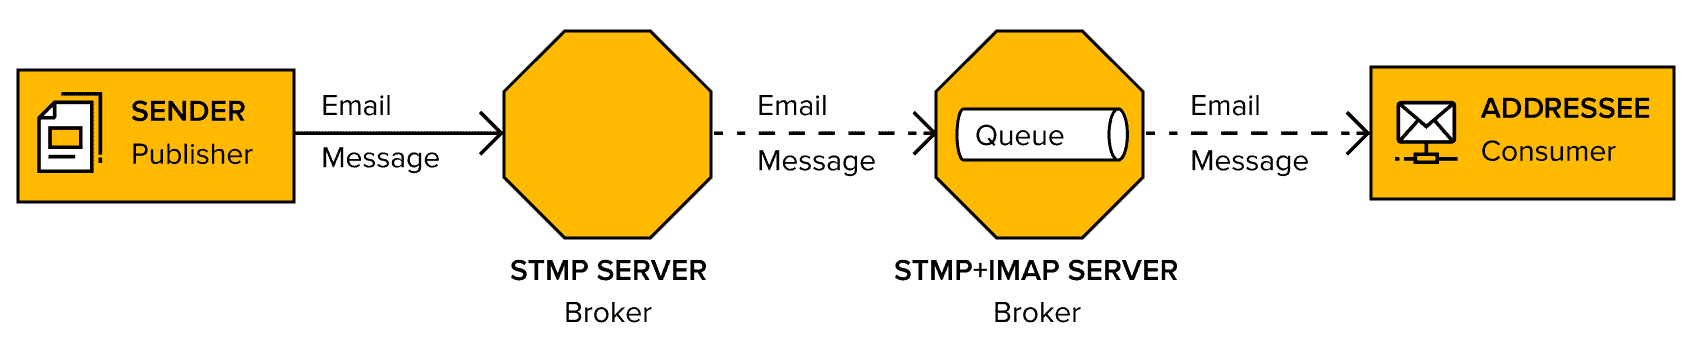 SENDER
Publisher
Email
Message
STMP SERVER
Broker
Email
Message
Queue
STMP+IMAP SERVER
Broker
Email
Message
ADDRESSEE
Consumer